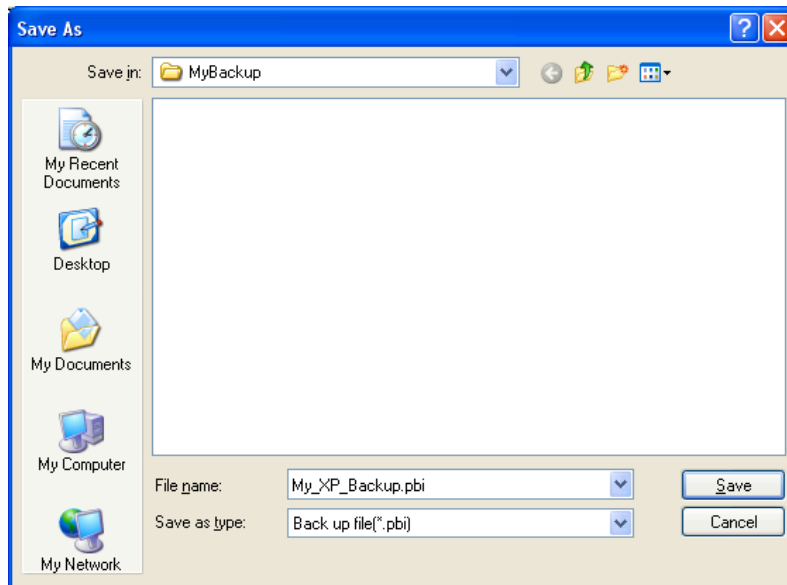 Save As
Save in:
MyBackup
My Recent
Documents
Desktop
My Documents
My Computer
My Network
File name:
My_XP_Backup.pbi
Save
Save as type:
Back up file(*.pbi)
Cancel